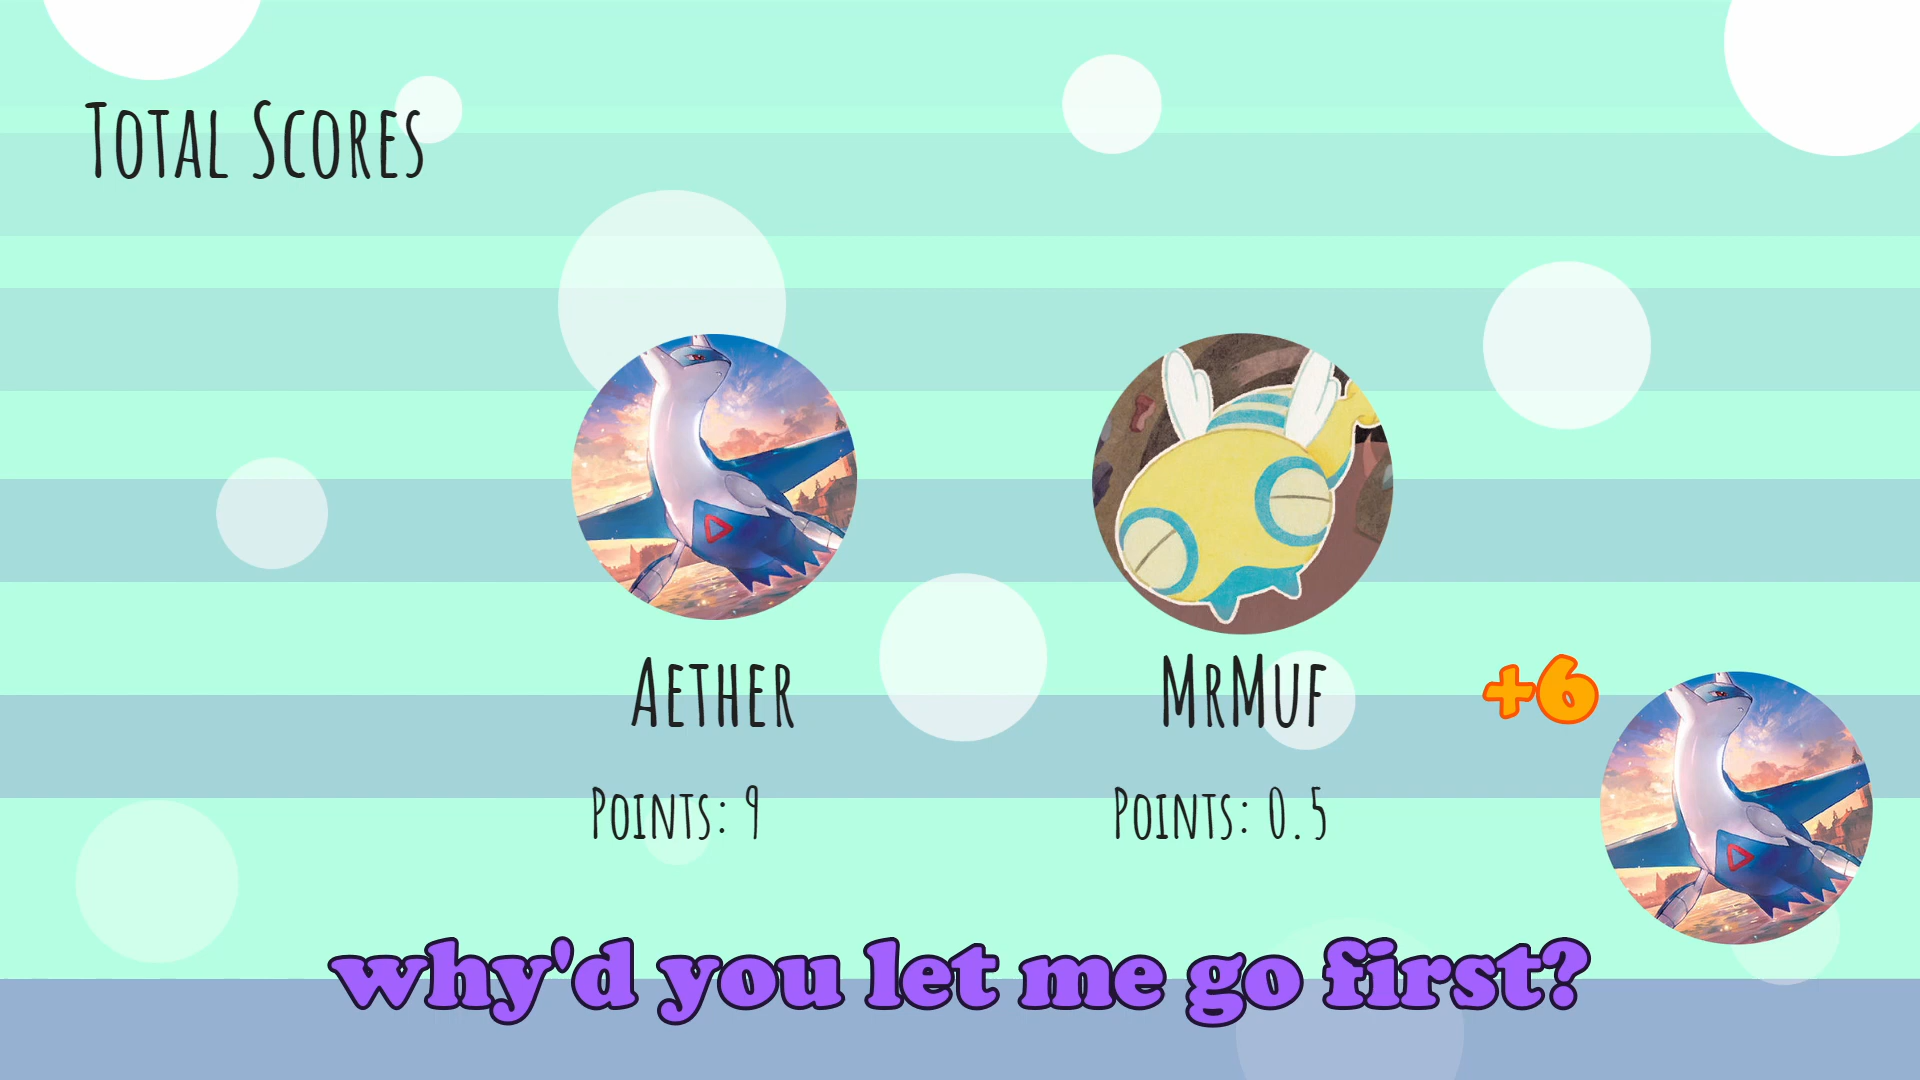 Total Scores
Aether
MrMuf
+6
Points: 9
Points: 0.5
why'd you let me go first?